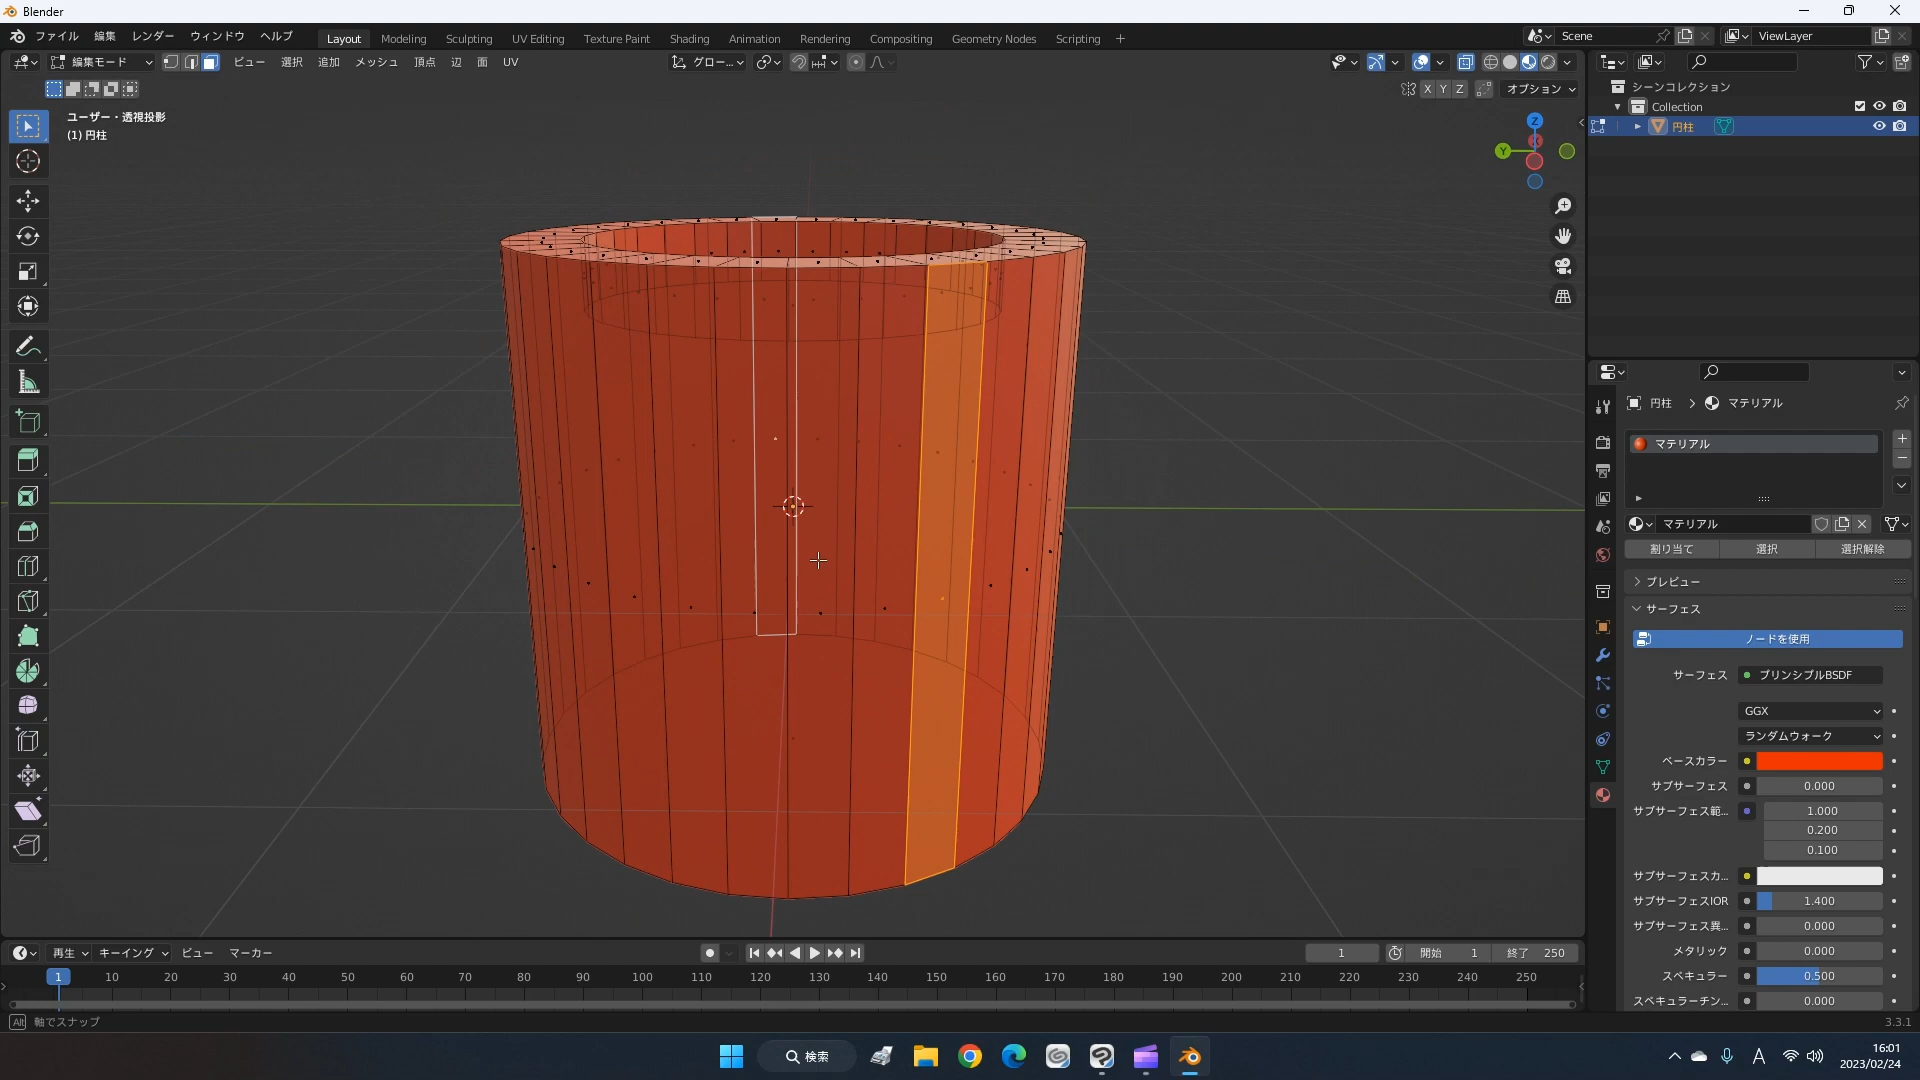 Blender
ファイル 編集 レンダー ウィンドウ ヘルプ Layout Modeling Sculpting UV Editing Texture Paint Shading Animation Rendering Compositing Geometry Nodes Scripting + Scene ViewLayer
編集モード ビュー 選択 追加 メッシュ 頂点 辺 面 UV グロー...
X Y Z オプション
ユーザー・透視投影
(1) 円柱
Z
Y
シーンコレクション
Collection
円柱
円柱 > マテリアル
マテリアル
マテリアル
割り当て 選択 選択解除
プレビュー
サーフェス
ノードを使用
サーフェス プリンシプルBSDF
GGX
ランダムウォーク
ベースカラー
サブサーフェス 0.000
サブサーフェス範... 1.000
0.200
0.100
サブサーフェスカ...
サブサーフェスIOR 1.400
サブサーフェス異... 0.000
メタリック 0.000
スペキュラー 0.500
スペキュラーチン... 0.000
再生 キーイング ビュー マーカー 1 開始 1 終了 250
1 10 20 30 40 50 60 70 80 90 100 110 120 130 140 150 160 170 180 190 200 210 220 230 240 250
Alt 軸でスナップ 3.3.1
検索 A 16:01
2023/02/24